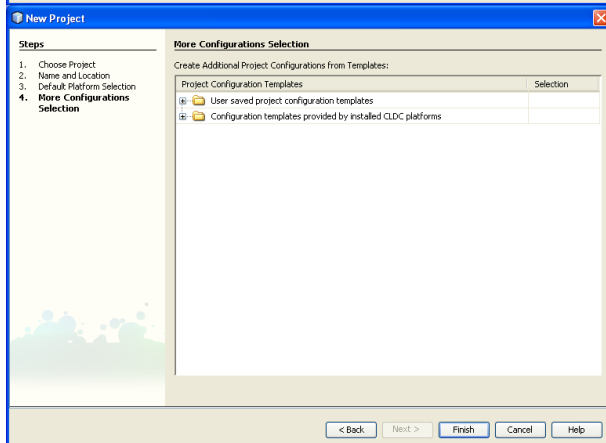 New Project
Steps
1. Choose Project
2. Name and Location
3. Default Platform Selection
4. More Configurations
Selection
More Configurations Selection
Create Additional Project Configurations from Templates:
Project Configuration Templates Selection
User saved project configuration templates
Configuration templates provided by installed CLDC platforms
< Back Next > Finish Cancel Help